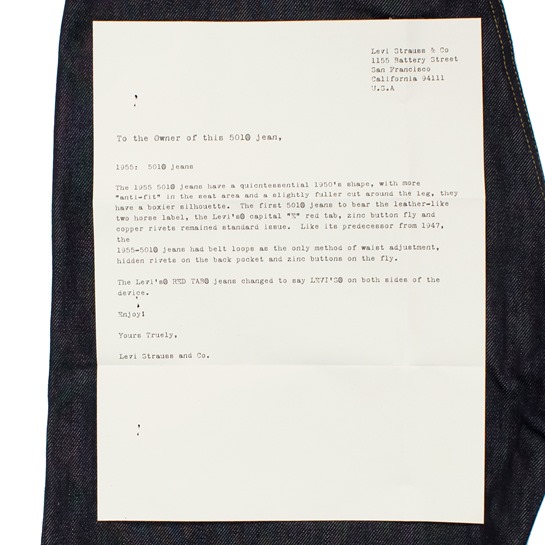 Levi Strauss & Co
1155 Battery Street
San Francisco
California 94111
U.S.A
To the Owner of this 501® jean,
1955: 501® jeans
The 1955 501® jeans have a quintessential 1950's shape, with more
"anti-fit" in the seat area and a slightly fuller cut around the leg, they
have a boxier silhouette. The first 501® jeans to bear the leather-like
two horse label, the Levi's® capital "E" red tab, zinc button fly and
copper rivets remained standard issue. Like its predecessor from 1947,
the
1955-501® jeans had belt loops as the only method of waist adjustment,
hidden rivets on the back pocket and zinc buttons on the fly.
The Levi's® RED TAB® jeans changed to say LEVI'S® on both sides of the
device.
Enjoy!
Yours Truely,
Levi Strauss and Co.